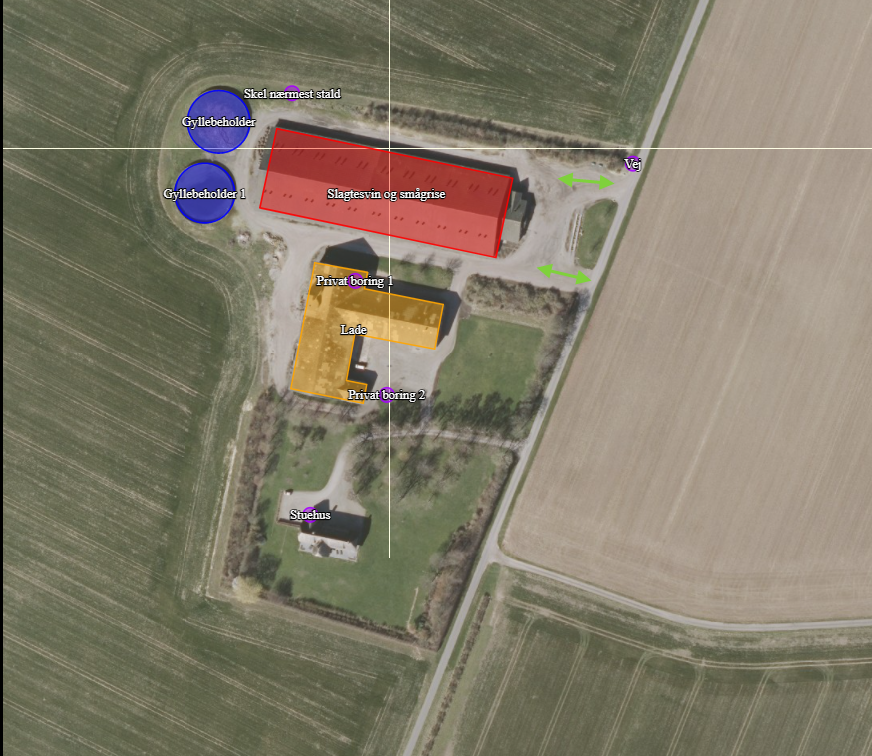 Skel nærmest stald
Gyllebeholder
Vej
Gyllebeholder 1
Slagtesvin og smågrise
Privat boring 1
Lade
Privat boring 2
Stuehus